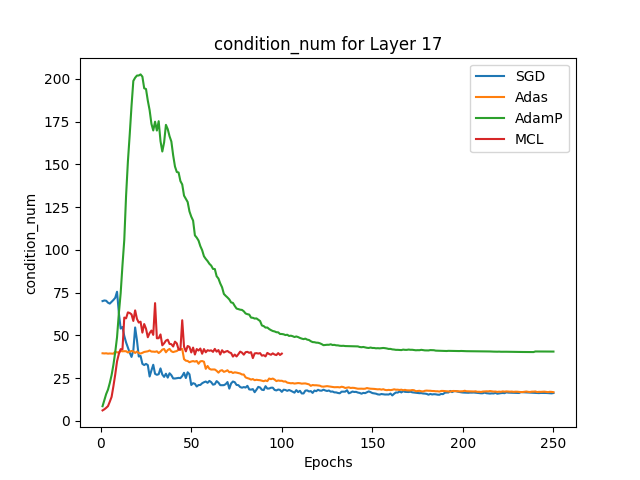 condition_num for Layer 17
condition_num
200
175
150
125
100
75
50
25
0
SGD
Adas
AdamP
MCL
0 50 100 150 200 250
Epochs